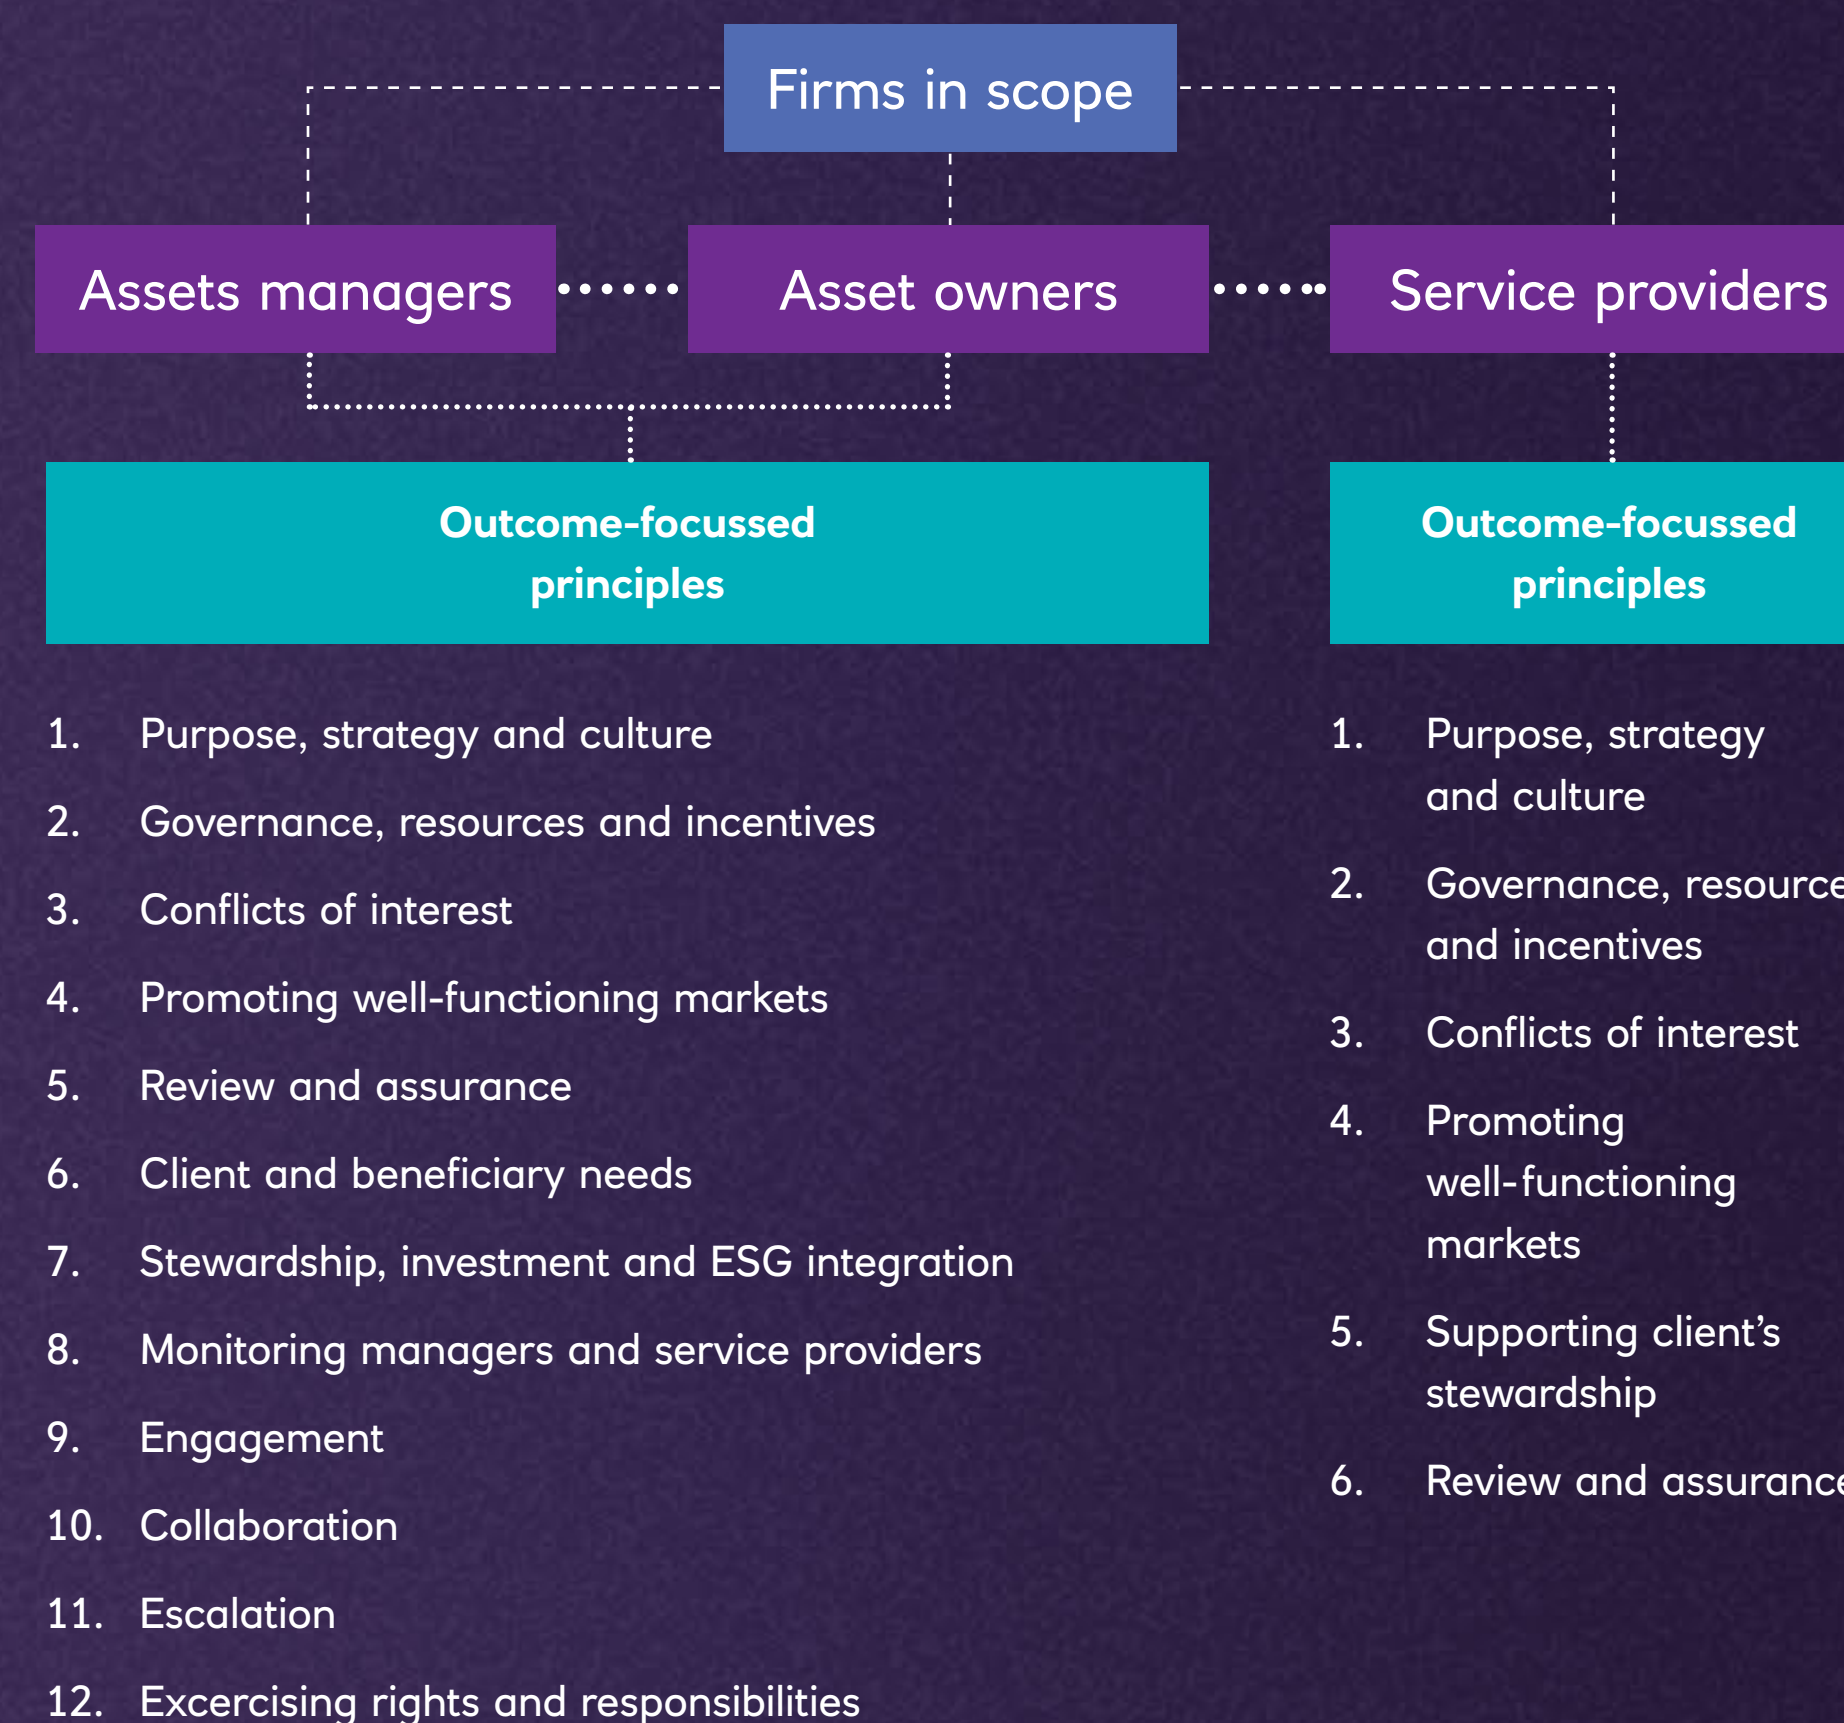 Firms in scope
Assets managers
Asset owners
Service providers
Outcome-focussed
principles
1. Purpose, strategy and culture
2. Governance, resources and incentives
3. Conflicts of interest
4. Promoting well-functioning markets
5. Review and assurance
6. Client and beneficiary needs
7. Stewardship, investment and ESG integration
8. Monitoring managers and service providers
9. Engagement
10. Collaboration
11. Escalation
12. Excercising rights and responsibilities
Outcome-focussed
principles
1. Purpose, strategy
and culture
2. Governance, resource
and incentives
3. Conflicts of interest
4. Promoting
well-functioning
markets
5. Supporting client’s
stewardship
6. Review and assurance